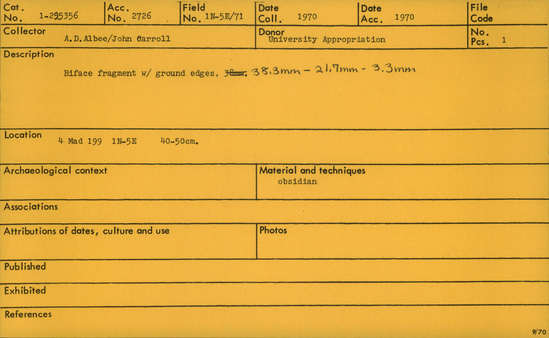 Cat. No. 1-295356 Acc. No. 2726 Field No. 1N-5E/71 Date Coll. 1970 Date Acc. 1970 File Code
Collector A.D.Albee/John Carroll Donor University Appropriation No. Pcs. 1
Description
Biface fragment w/ ground edges. 38.3mm - 21.7mm - 3.3mm
Location 4 Mad 199 1N-5E 40-50cm.
Archaeological context Material and techniques
obsidian
Associations
Attributions of dates, culture and use Photos
Published
Exhibited
References
9/70